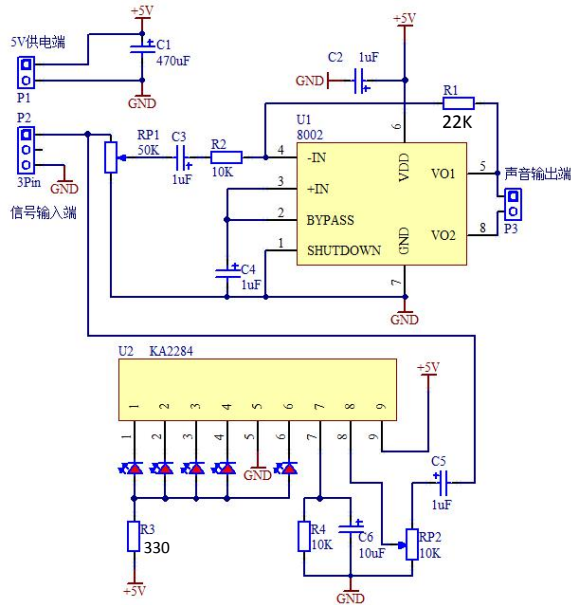 +5V
+5V
5V供电端
C1
470uF
P1
GND
C2
1uF
GND
R1
22K
P2
3Pin
GND
信号输入端
RP1
50K
C3
1uF
R2
10K
U1
8002
4
-IN
3
+IN
2
BYPASS
1
SHUTDOWN
6
VDD
VO1
5
声音输出端
GND
VO2
8
P3
7
C4
1uF
GND
U2 KA2284
+5V
1 2 3 4 5 6 7 8 9
1 2 3 4 5 6 7 8 9
GND
C5
1uF
R3
330
R4
10K
C6
10uF
RP2
10K
+5V
GND